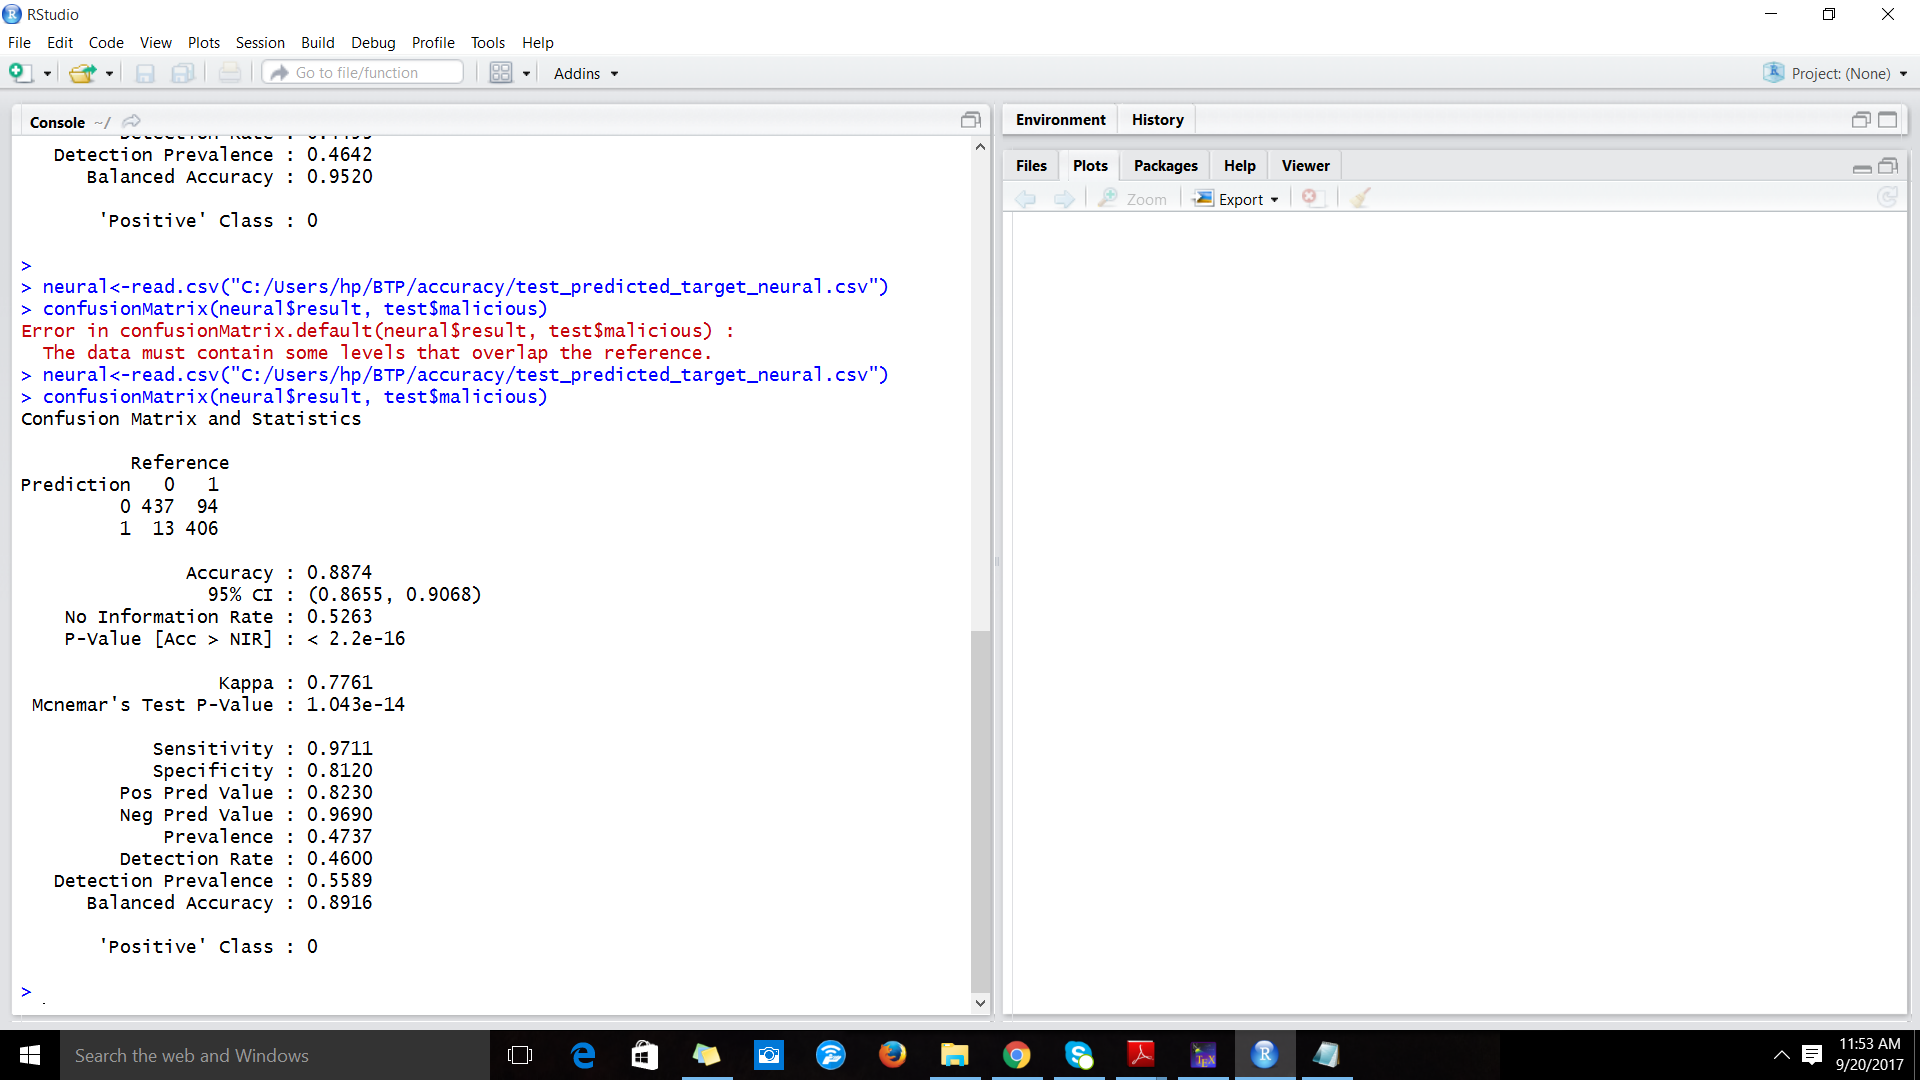 RStudio
File Edit Code View Plots Session Build Debug Profile Tools Help
Go to file/function
Addins
Project: (None)
Console ~/
Detection Prevalence : 0.4642
Balanced Accuracy : 0.9520
'Positive' Class : 0
>
> neural<-read.csv("C:/Users/hp/BTP/accuracy/test_predicted_target_neural.csv")
> confusionMatrix(neural$result, test$malicious)
Error in confusionMatrix.default(neural$result, test$malicious) :
The data must contain some levels that overlap the reference.
> neural<-read.csv("C:/Users/hp/BTP/accuracy/test_predicted_target_neural.csv")
> confusionMatrix(neural$result, test$malicious)
Confusion Matrix and Statistics
Reference
Prediction 0 1
0 437 94
1 13 406
Accuracy : 0.8874
95% CI : (0.8655, 0.9068)
No Information Rate : 0.5263
P-Value [Acc > NIR] : < 2.2e-16
Kappa : 0.7761
Mcnemar's Test P-Value : 1.043e-14
Sensitivity : 0.9711
Specificity : 0.8120
Pos Pred Value : 0.8230
Neg Pred Value : 0.9690
Prevalence : 0.4737
Detection Rate : 0.4600
Detection Prevalence : 0.5589
Balanced Accuracy : 0.8916
'Positive' Class : 0
>
Environment History
Files Plots Packages Help Viewer
Zoom Export
Search the web and Windows
11:53 AM
9/20/2017